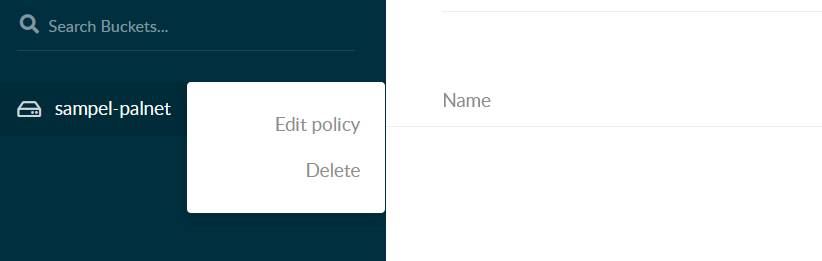 Search Buckets...
sampel-palnet
Edit policy
Delete
Name